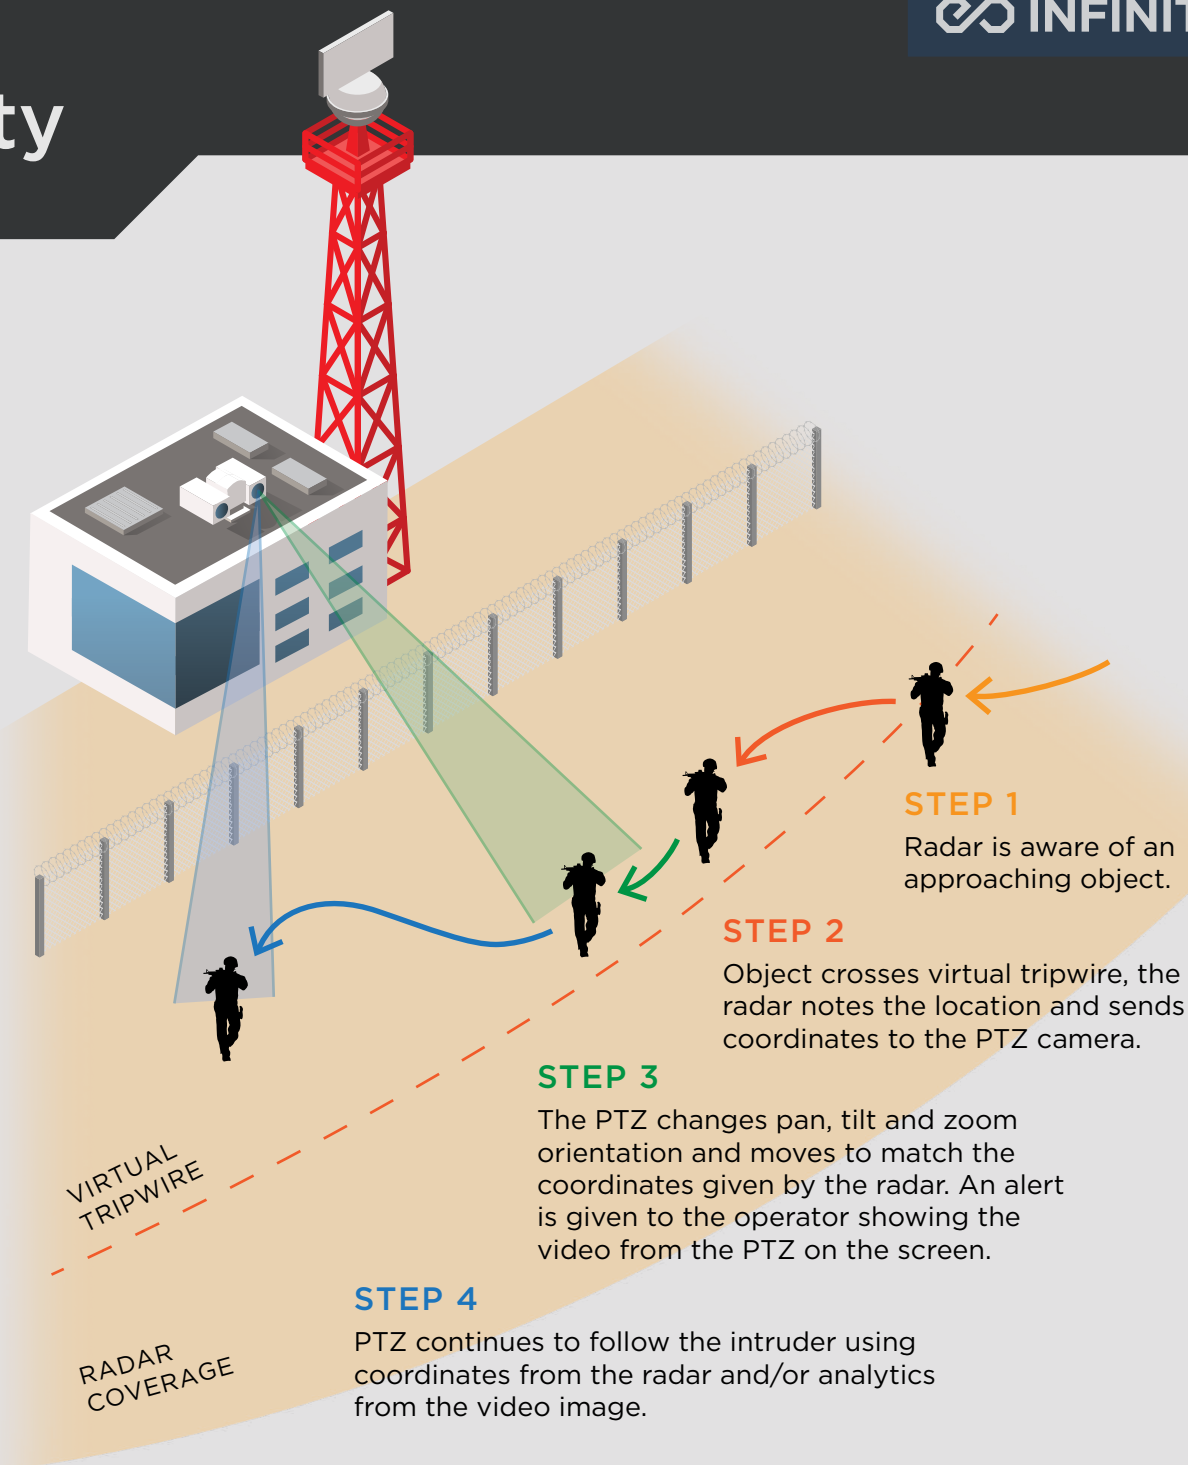 INFINIT
ty
STEP 1
Radar is aware of an
approaching object.
STEP 2
Object crosses virtual tripwire, the
radar notes the location and sends
coordinates to the PTZ camera.
STEP 3
The PTZ changes pan, tilt and zoom
orientation and moves to match the
coordinates given by the radar. An alert
is given to the operator showing the
video from the PTZ on the screen.
VIRTUAL
TRIPWIRE
STEP 4
PTZ continues to follow the intruder using
coordinates from the radar and/or analytics
from the video image.
RADAR
COVERAGE